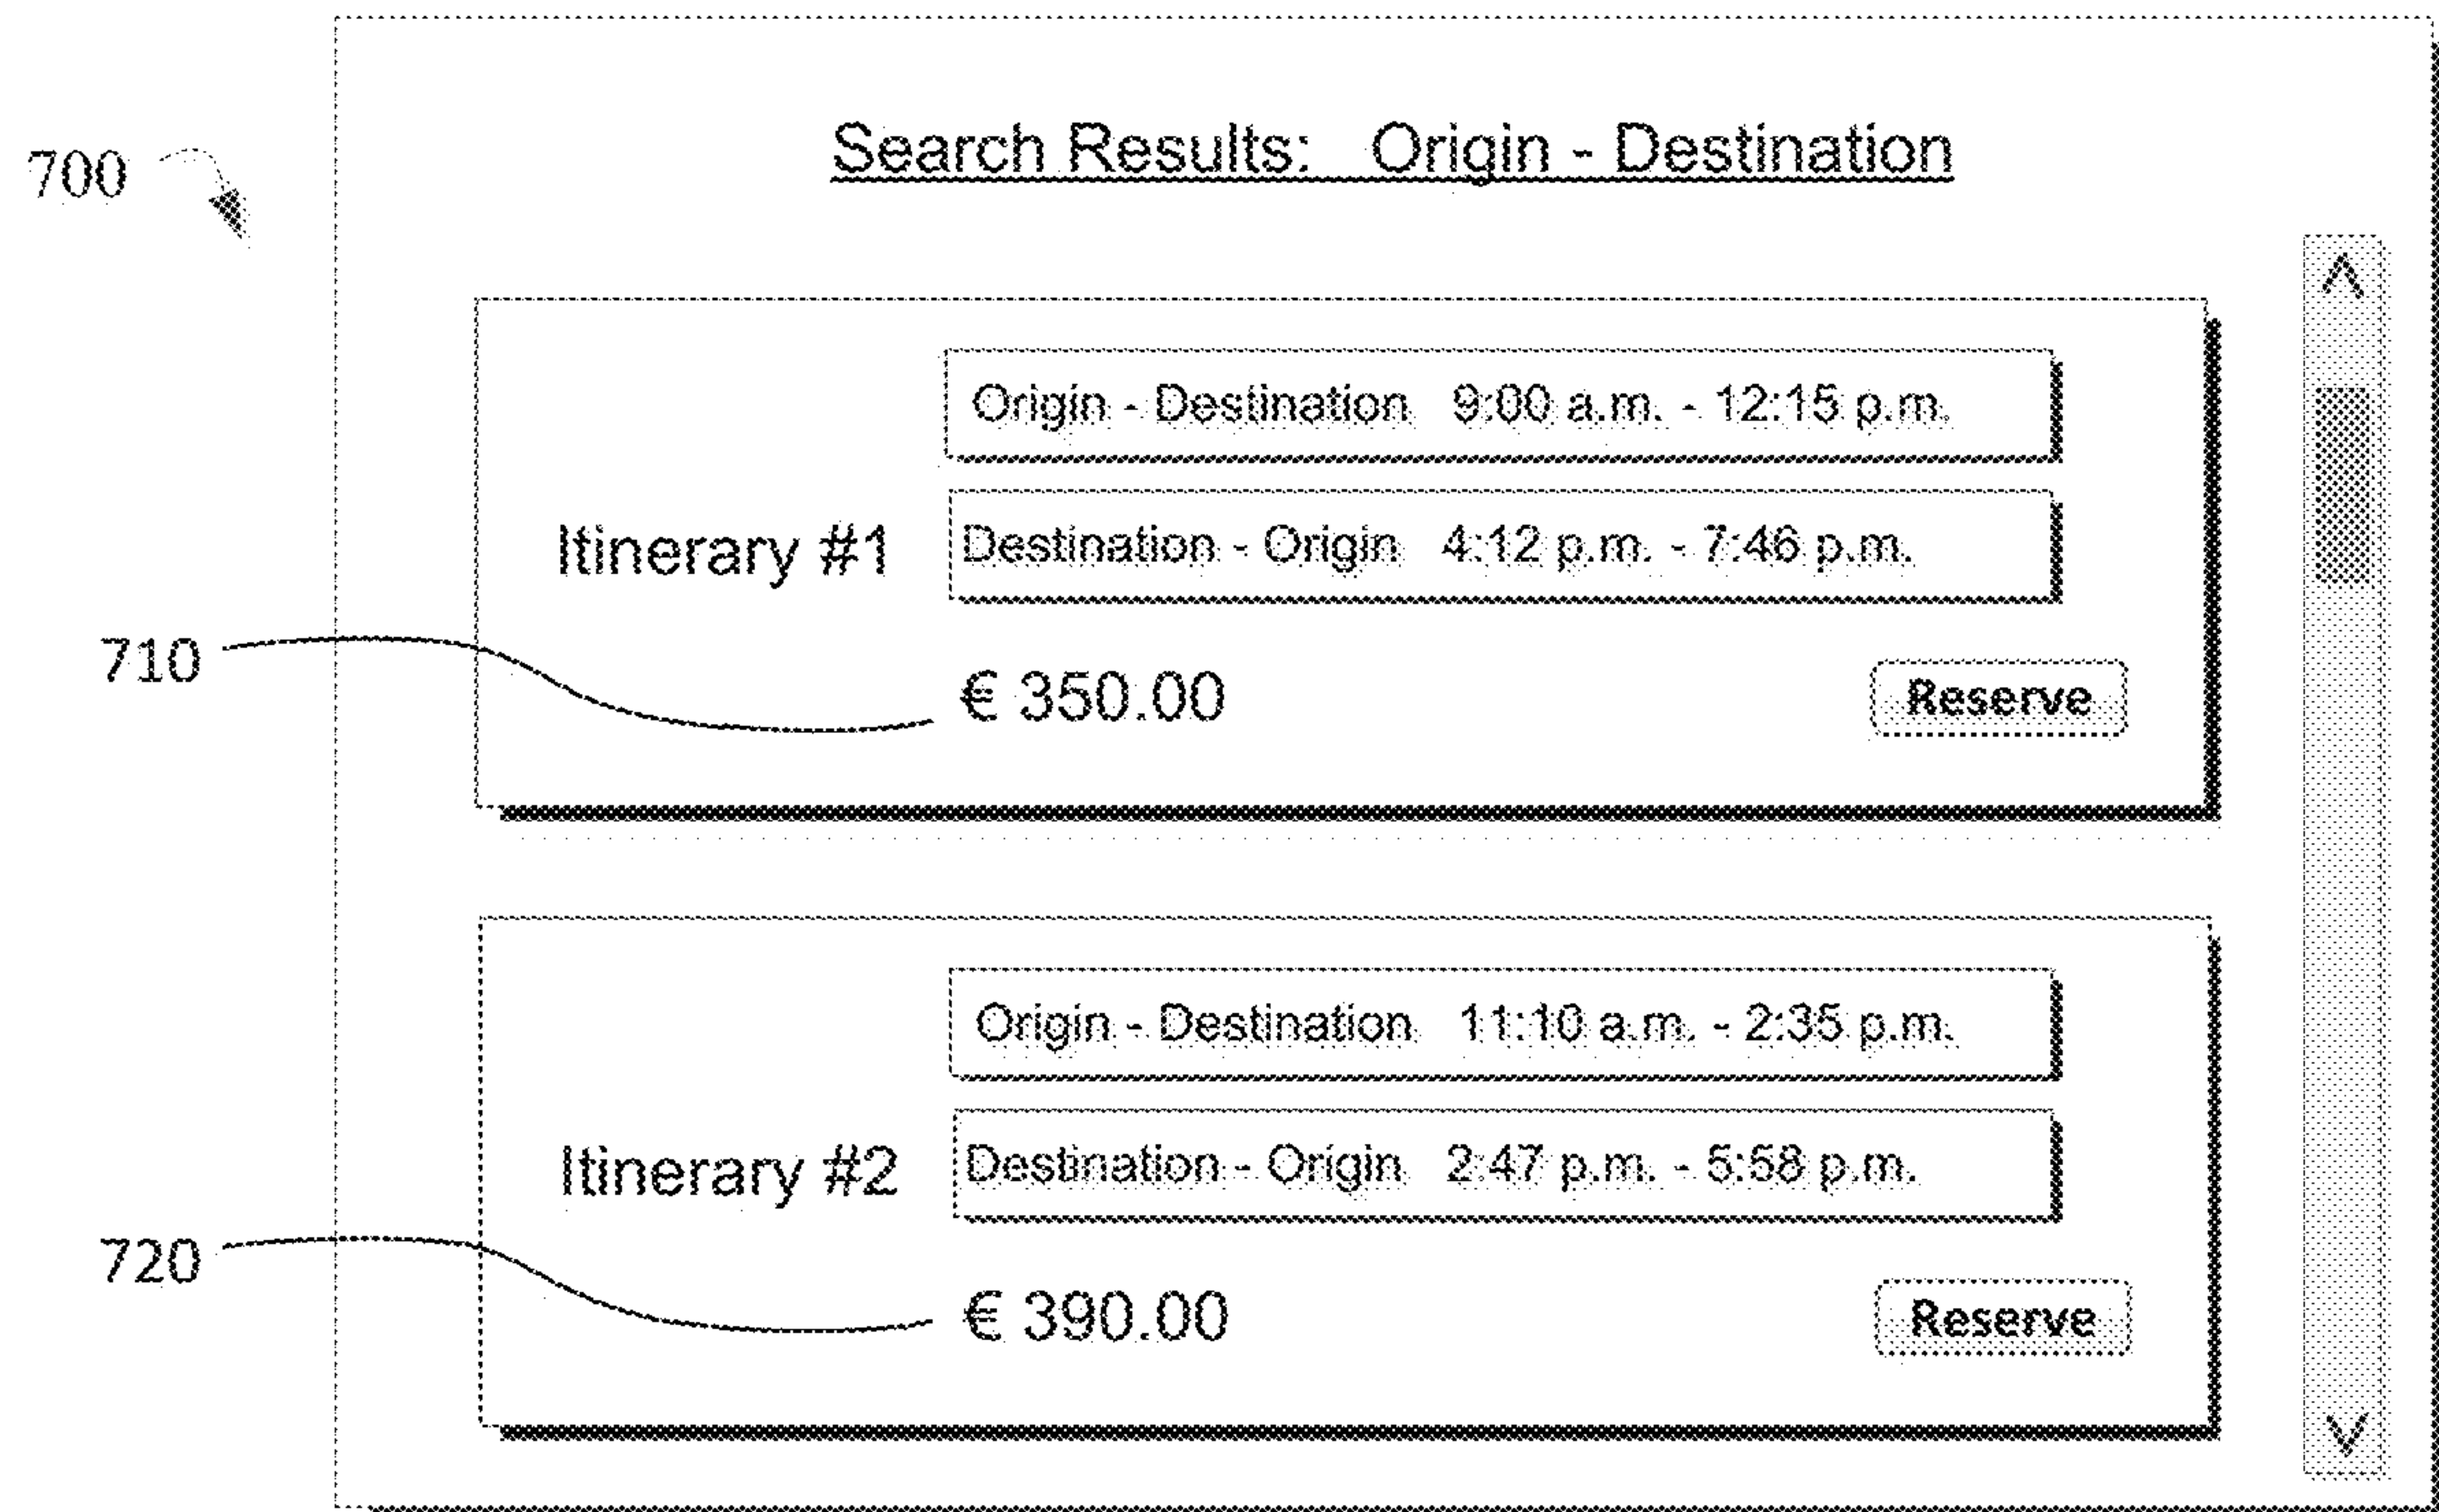 Search Results: Origin - Destination
700
Origin - Destination 9:00 a.m. - 12:15 p.m.
Itinerary #1
Destination - Origin 4:12 p.m. - 7:46 p.m.
710
€ 350.00
Reserve
Origin - Destination 11:10 a.m. - 2:35 p.m.
Itinerary #2
Destination - Origin 2:47 p.m. - 5:58 p.m.
720
€ 390.00
Reserve